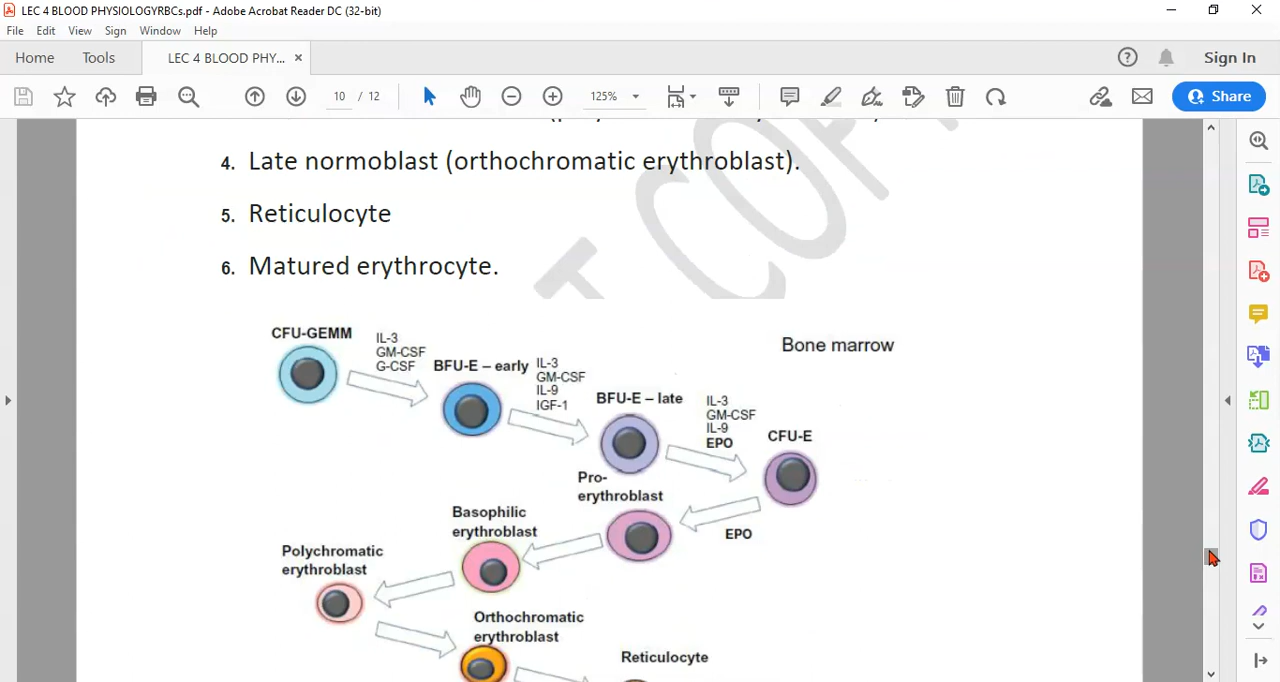 LEC 4 BLOOD PHYSIOLOGYRBCs.pdf - Adobe Acrobat Reader DC (32-bit)
File Edit View Sign Window Help
Home Tools LEC 4 BLOOD PHY... × Sign In
10 / 12 125% Share
4. Late normoblast (orthochromatic erythroblast).
5. Reticulocyte
6. Matured erythrocyte.
CFU-GEMM
IL-3
GM-CSF
G-CSF
BFU-E – early
IL-3
GM-CSF
IL-9
IGF-1
BFU-E – late
IL-3
GM-CSF
IL-9
EPO
CFU-E
Bone marrow
EPO
Pro-
erythroblast
Basophilic
erythroblast
Polychromatic
erythroblast
Orthochromatic
erythroblast
Reticulocyte